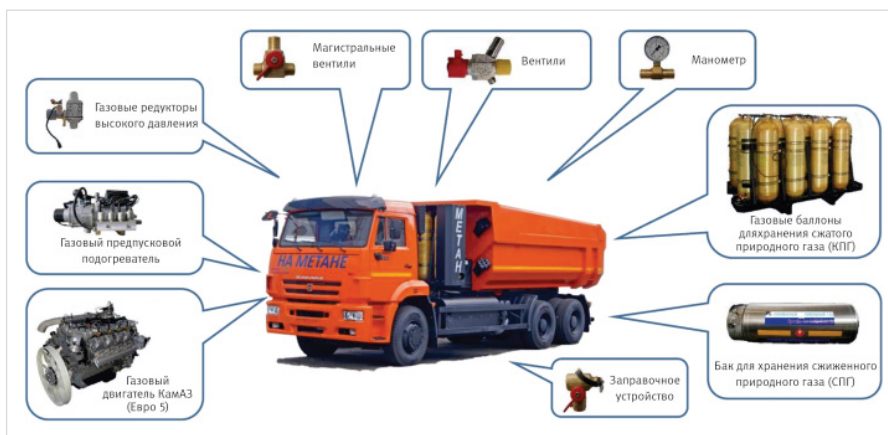 Магистральные
вентили
Вентили
Манометр
Газовые редукторы
высокого давления
Газовые баллоны
дляхранения сжатого
природного газа (КПГ)
Газовый предпусковой
подогреватель
НА МЕТАНЕ
МЕТАН
Газовый
двигатель КамАЗ
(Евро 5)
Заправочное
устройство
Бак для хранения сжиженного
природного газа (СПГ)